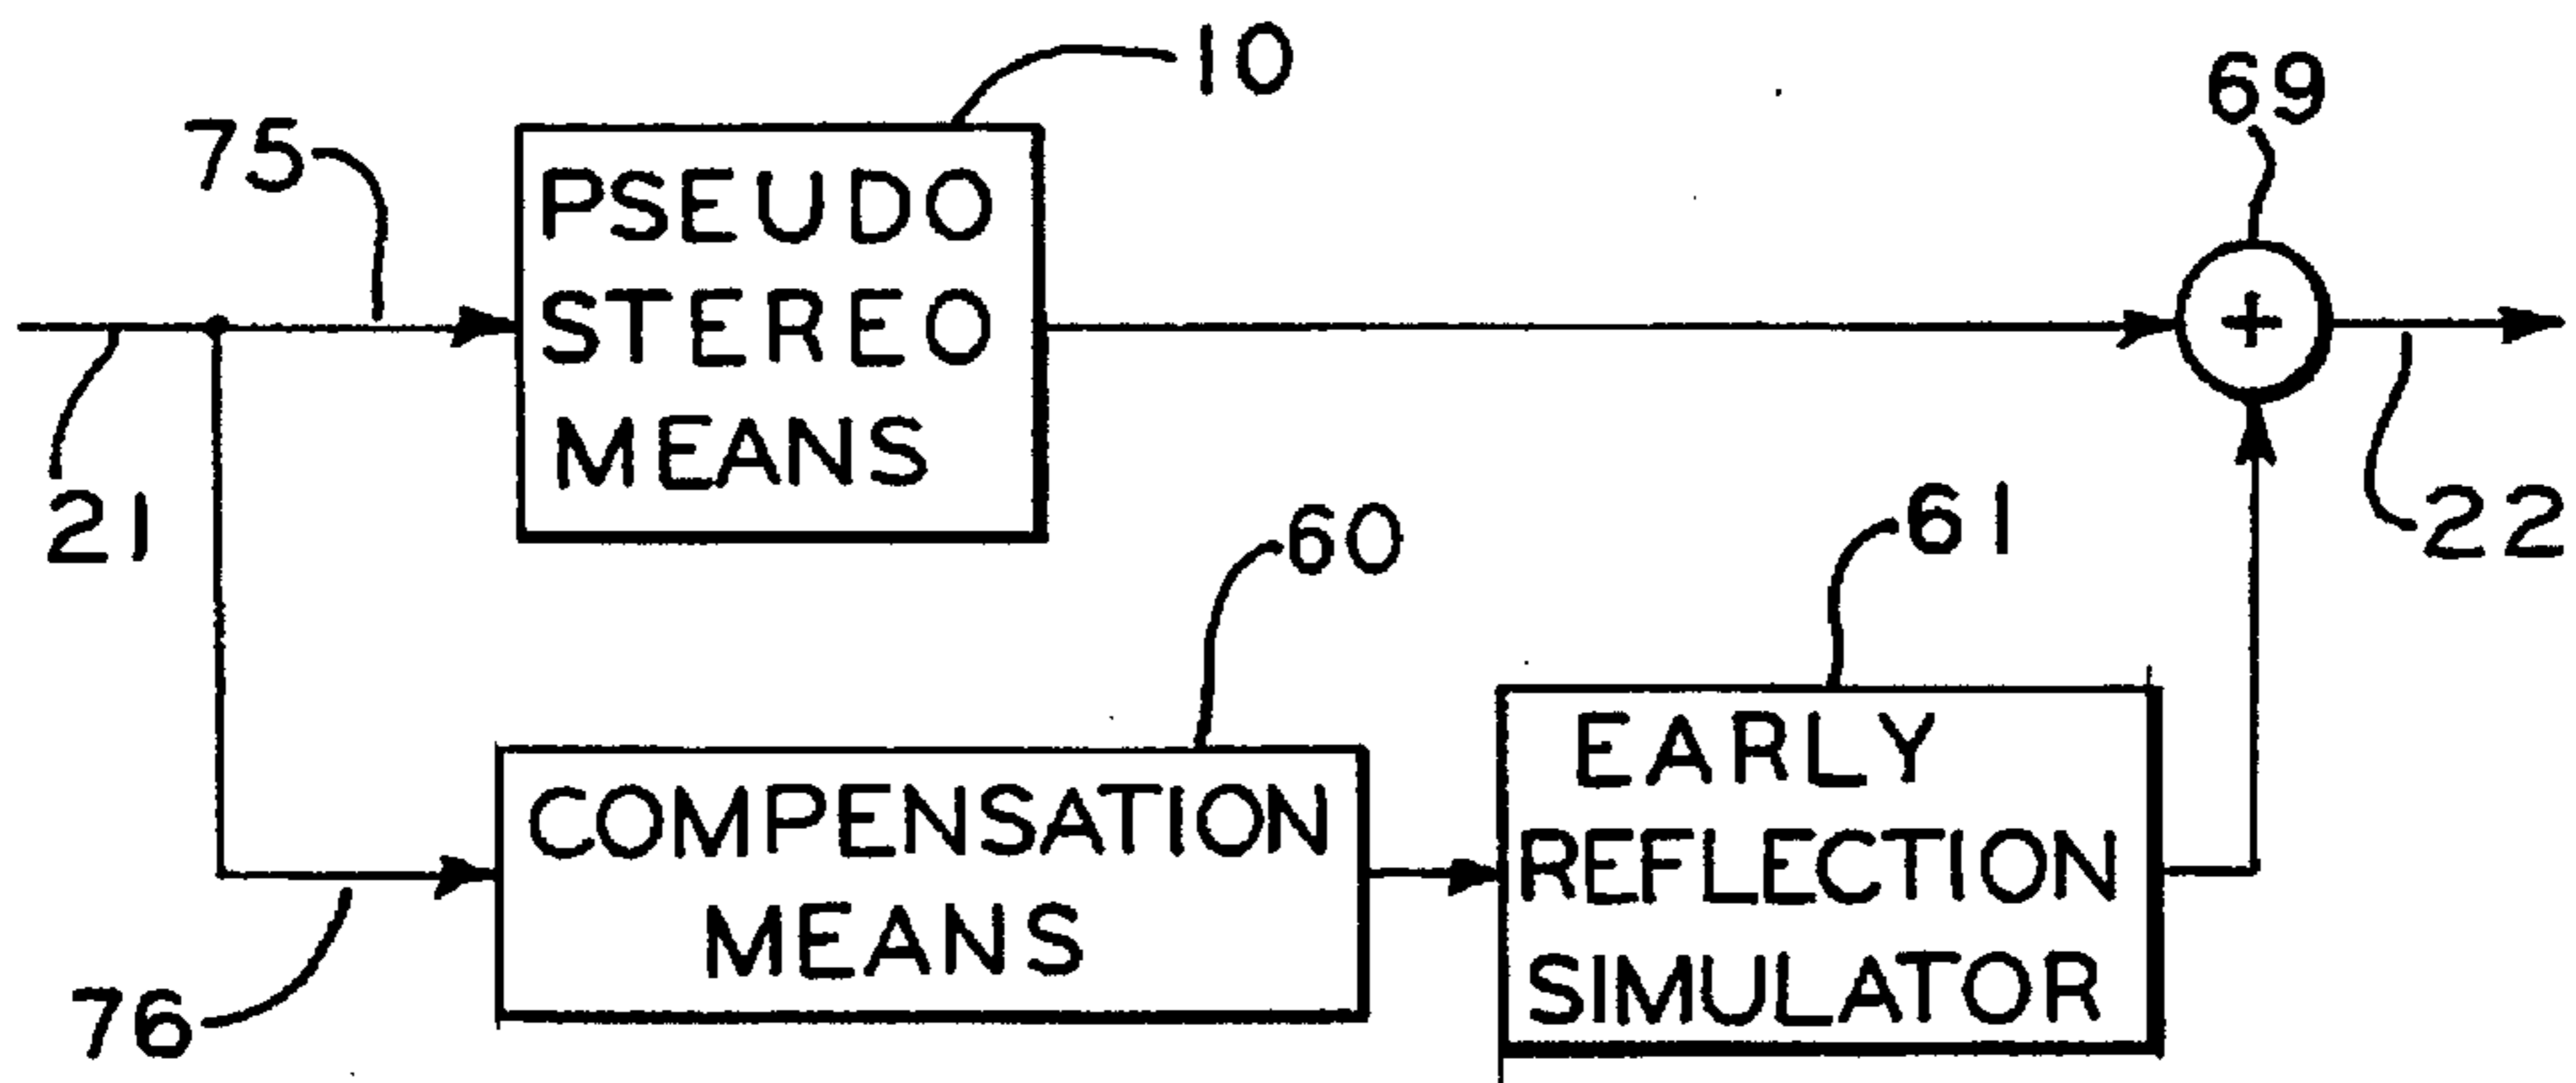 10
69
75
PSEUDO
STEREO
MEANS
+
21
22
60
61
COMPENSATION
MEANS
EARLY
REFLECTION
SIMULATOR
76